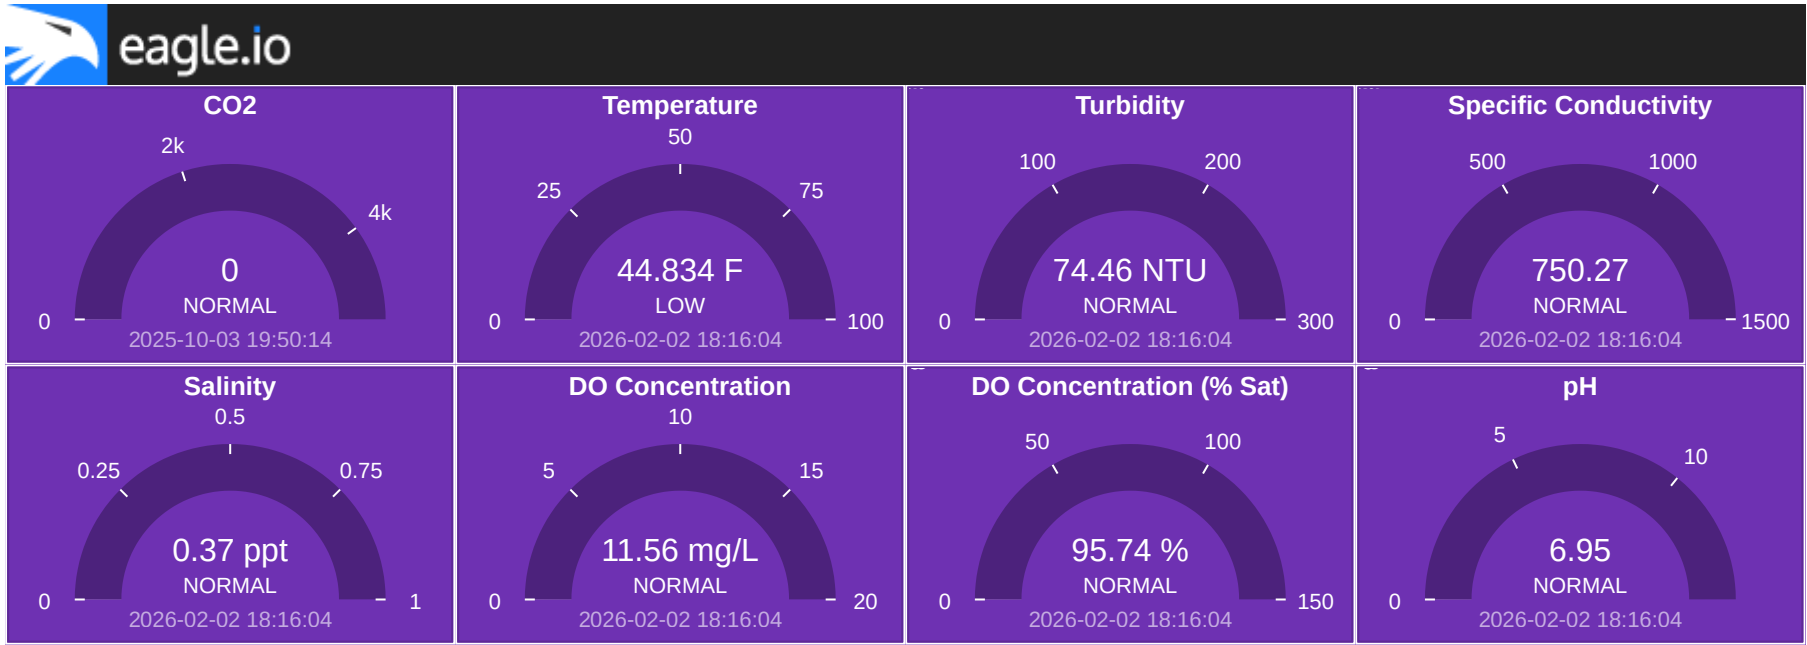 eagle.io
CO2
2k
4k
0
0
NORMAL
2025-10-03 19:50:14
Temperature
50
25
75
44.834 F
LOW
0
100
2026-02-02 18:16:04
Turbidity
100
200
74.46 NTU
NORMAL
0
300
2026-02-02 18:16:04
Specific Conductivity
500
1000
750.27
NORMAL
0
1500
2026-02-02 18:16:04
Salinity
0.5
0.25
0.75
0.37 ppt
NORMAL
0
1
2026-02-02 18:16:04
DO Concentration
10
5
15
11.56 mg/L
NORMAL
0
20
2026-02-02 18:16:04
DO Concentration (% Sat)
50
100
95.74 %
NORMAL
0
150
2026-02-02 18:16:04
pH
5
10
6.95
NORMAL
0
2026-02-02 18:16:04